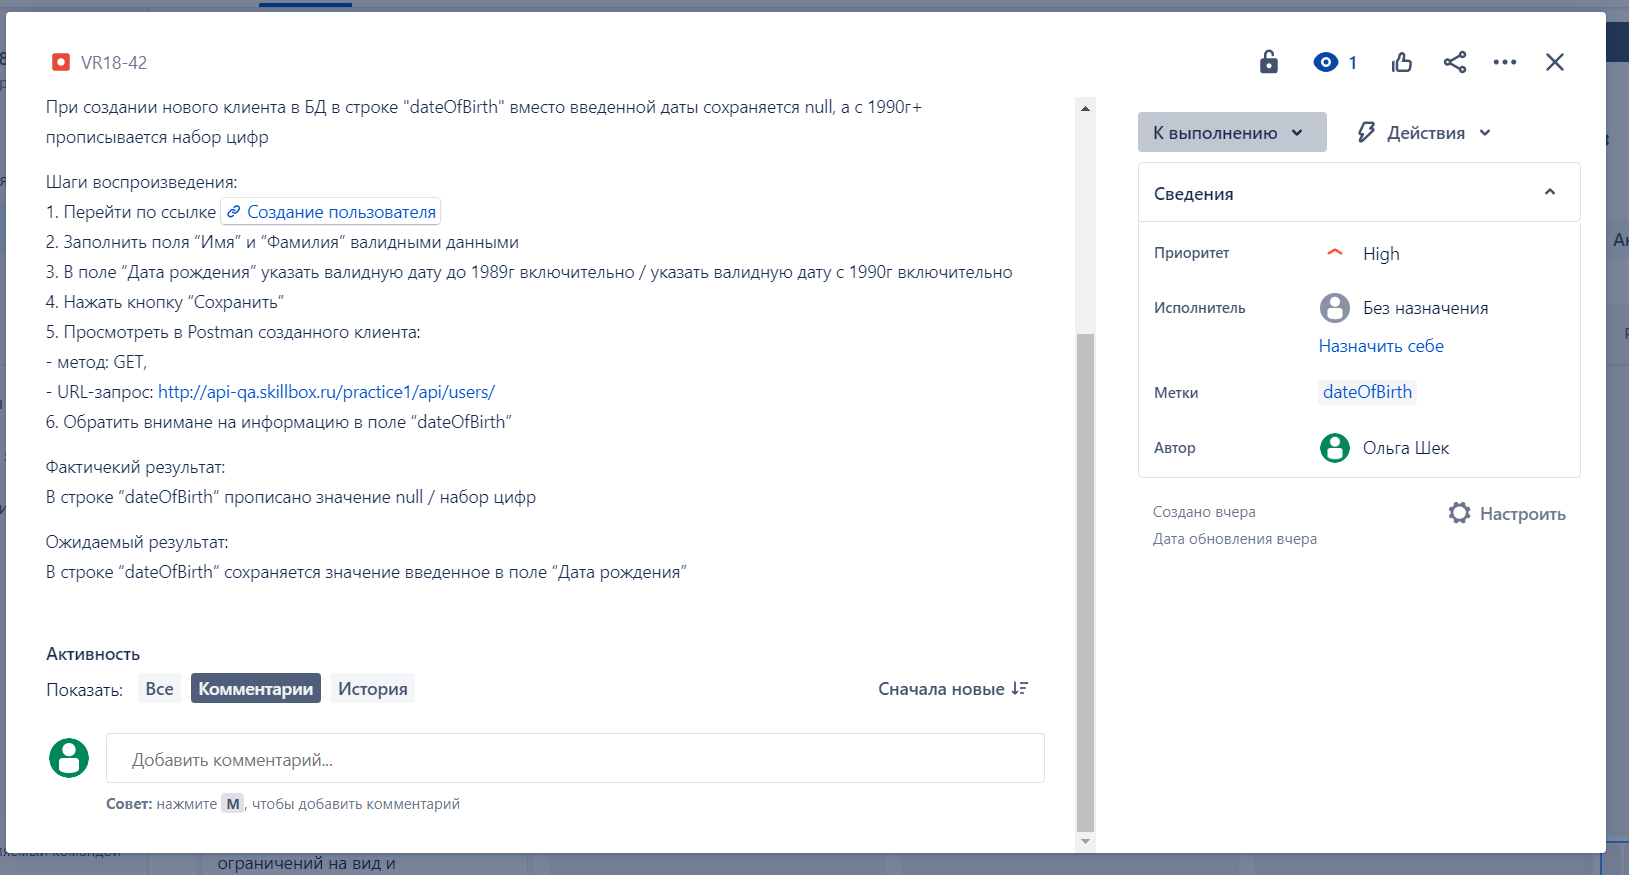 VR18-42
1
При создании нового клиента в БД в строке "dateOfBirth" вместо введенной даты сохраняется null, а с 1990г+
прописывается набор цифр
Шаги воспроизведения:
1. Перейти по ссылке Создание пользователя
2. Заполнить поля “Имя” и “Фамилия” валидными данными
3. В поле “Дата рождения” указать валидную дату до 1989г включительно / указать валидную дату с 1990г включительно
4. Нажать кнопку “Сохранить”
5. Просмотреть в Postman созданного клиента:
- метод: GET,
- URL-запрос: http://api-qa.skillbox.ru/practice1/api/users/
6. Обратить внимане на информацию в поле “dateOfBirth”
Фактичекий результат:
В строке “dateOfBirth“ прописано значение null / набор цифр
Ожидаемый результат:
В строке “dateOfBirth“ сохраняется значение введенное в поле “Дата рождения”
Активность
Показать: Все Комментарии История Сначала новые
Добавить комментарий...
Совет: нажмите M, чтобы добавить комментарий
К выполнению Действия
Сведения
Приоритет High
Исполнитель Без назначения
Назначить себе
Метки dateOfBirth
Автор Ольга Шек
Создано вчера
Настроить
Дата обновления вчера
ограничений на вид и